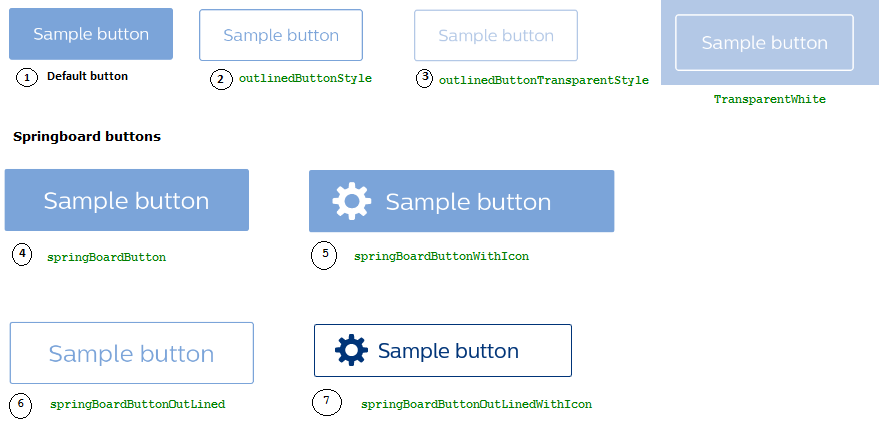 Sample button
Sample button
Sample button
Sample button
1 Default button
2 outlinedButtonStyle
3 outlinedButtonTransparentStyle
TransparentWhite
Springboard buttons
Sample button
Sample button
4 springBoardButton
5 springBoardButtonWithIcon
Sample button
Sample button
6 springBoardButtonOutLined
7 springBoardButtonOutLinedWithIcon